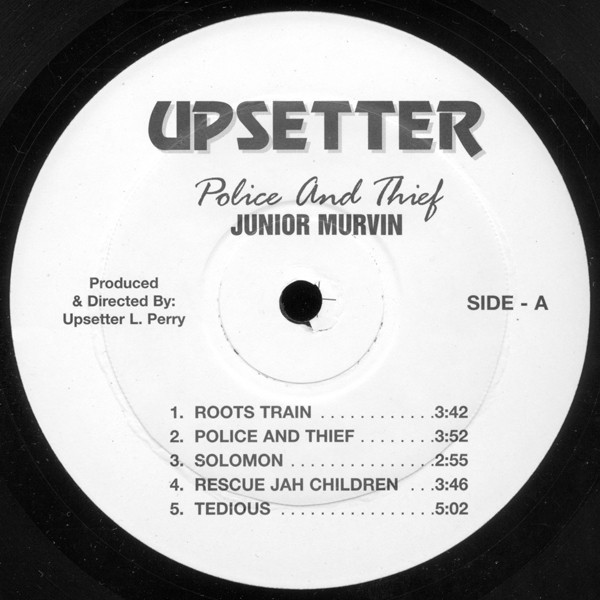 UPSETTER
Police And Thief
JUNIOR MURVIN
Produced
& Directed By:
Upsetter L. Perry
SIDE - A
1. ROOTS TRAIN . . . . . . . . . . . . .3:42
2. POLICE AND THIEF . . . . . . . .3:52
3. SOLOMON . . . . . . . . . . . . . . . .2:55
4. RESCUE JAH CHILDREN . . .3:46
5. TEDIOUS . . . . . . . . . . . . . . . . .5:02